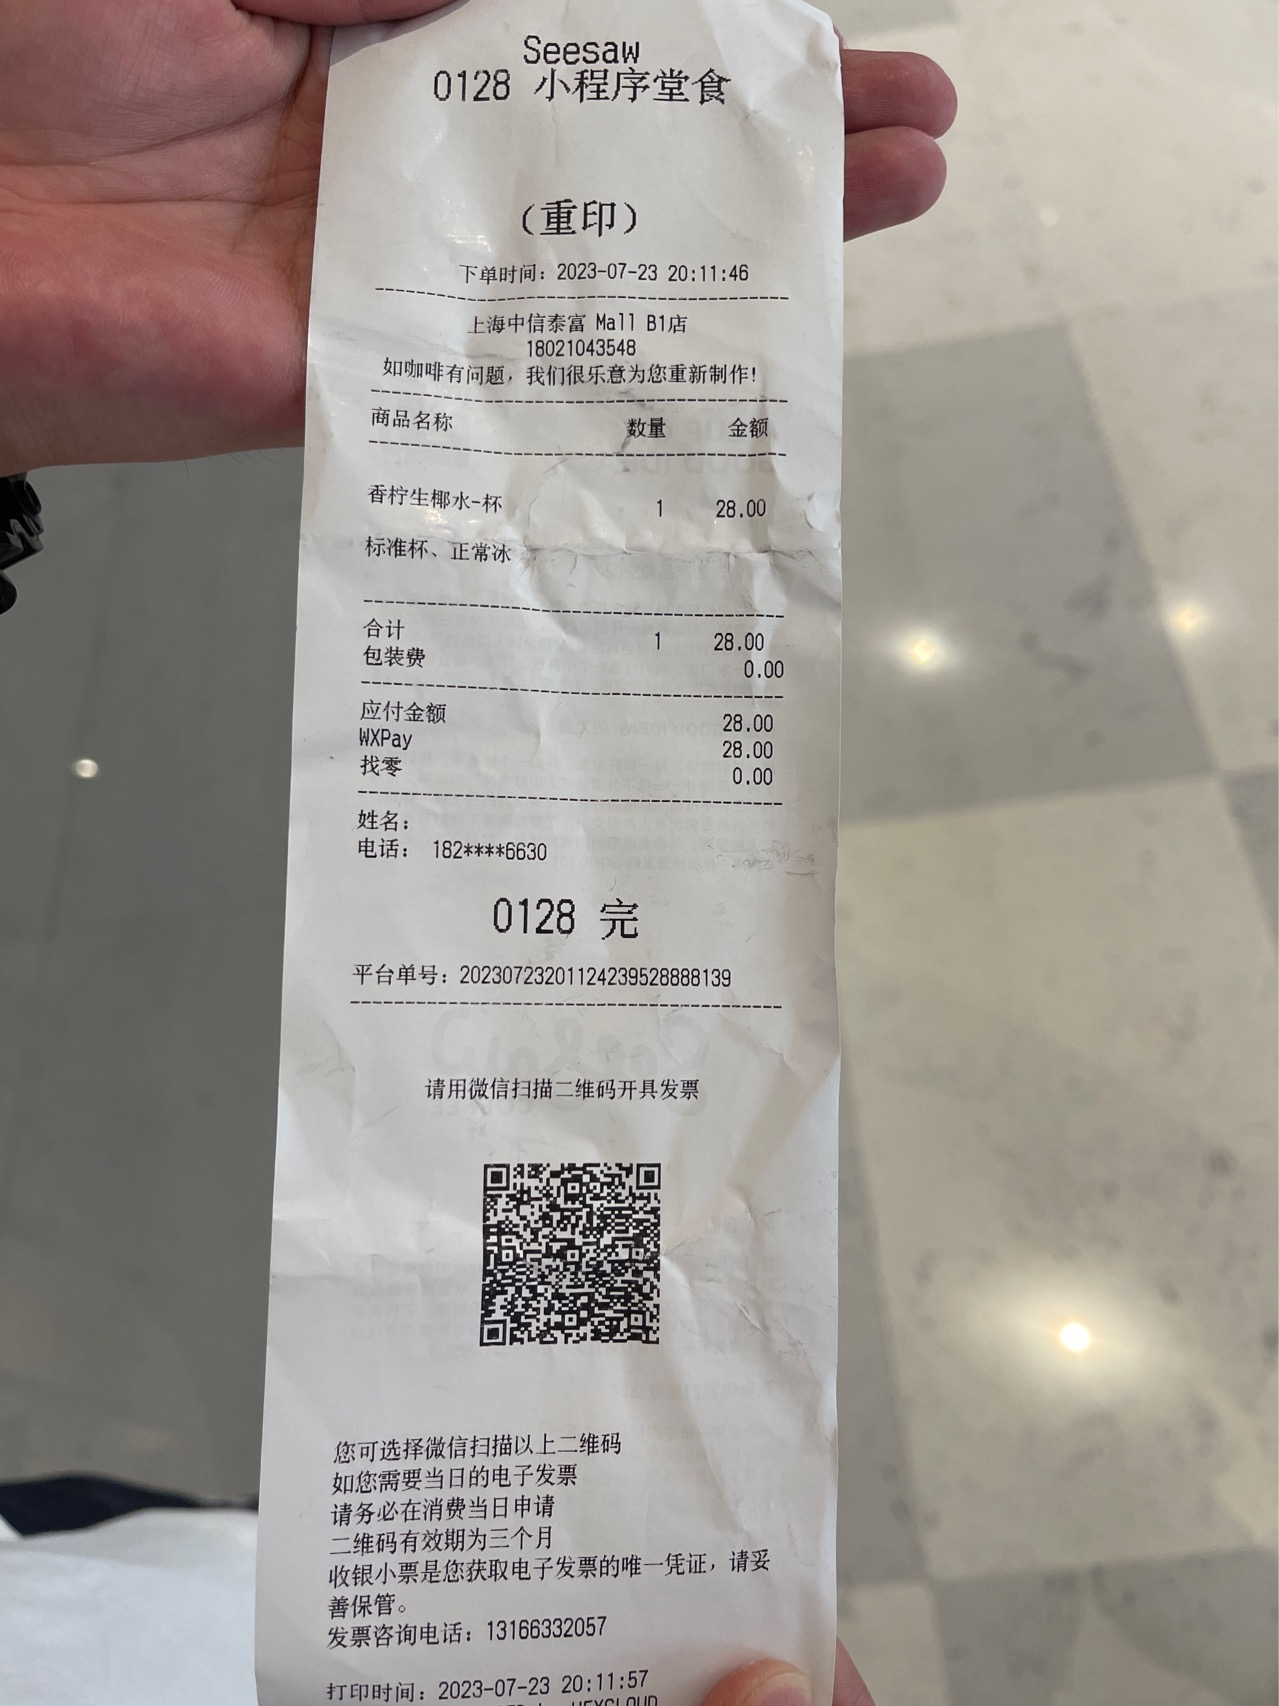 Seesaw
0128 小程序堂食
(重印)
下单时间：2023-07-23 20:11:46
上海中信泰富 Mall B1店
18021043548
如咖啡有问题，我们很乐意为您重新制作!
商品名称 数量 金额
香柠生椰水-杯 1 28.00
标准杯、正常冰
合计 1 28.00
包装费 0.00
应付金额 28.00
WXPay 28.00
找零 0.00
姓名：
电话： 182****6630
0128 完
平台单号：20230723201124239528888139
请用微信扫描二维码开具发票
您可选择微信扫描以上二维码
如您需要当日的电子发票
请务必在消费当日申请
二维码有效期为三个月
收银小票是您获取电子发票的唯一凭证，请妥
善保管。
发票咨询电话：13166332057
打印时间：2023-07-23 20:11:57